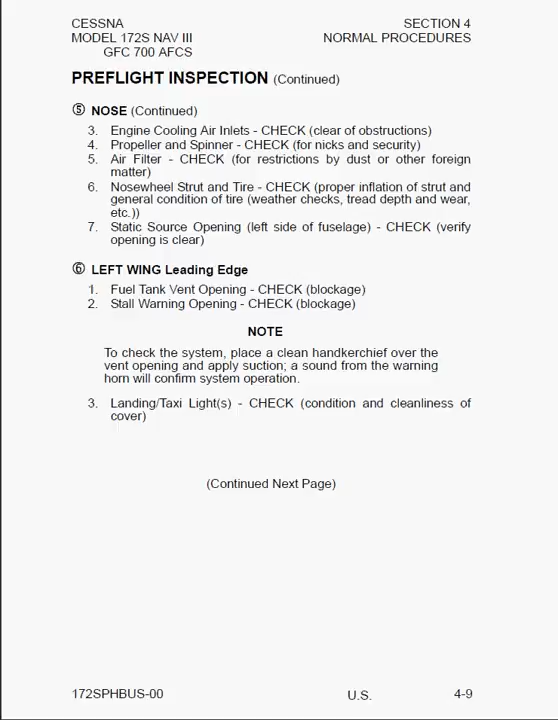 CESSNA SECTION 4
MODEL 172S NAV III NORMAL PROCEDURES
GFC 700 AFCS
PREFLIGHT INSPECTION (Continued)
⑤ NOSE (Continued)
3. Engine Cooling Air Inlets - CHECK (clear of obstructions)
4. Propeller and Spinner - CHECK (for nicks and security)
5. Air Filter - CHECK (for restrictions by dust or other foreign
matter)
6. Nosewheel Strut and Tire - CHECK (proper inflation of strut and
general condition of tire (weather checks, tread depth and wear,
etc.))
7. Static Source Opening (left side of fuselage) - CHECK (verify
opening is clear)
⑥ LEFT WING Leading Edge
1. Fuel Tank Vent Opening - CHECK (blockage)
2. Stall Warning Opening - CHECK (blockage)
NOTE
To check the system, place a clean handkerchief over the
vent opening and apply suction; a sound from the warning
horn will confirm system operation.
3. Landing/Taxi Light(s) - CHECK (condition and cleanliness of
cover)
(Continued Next Page)
172SPHBUS-00 U.S. 4-9